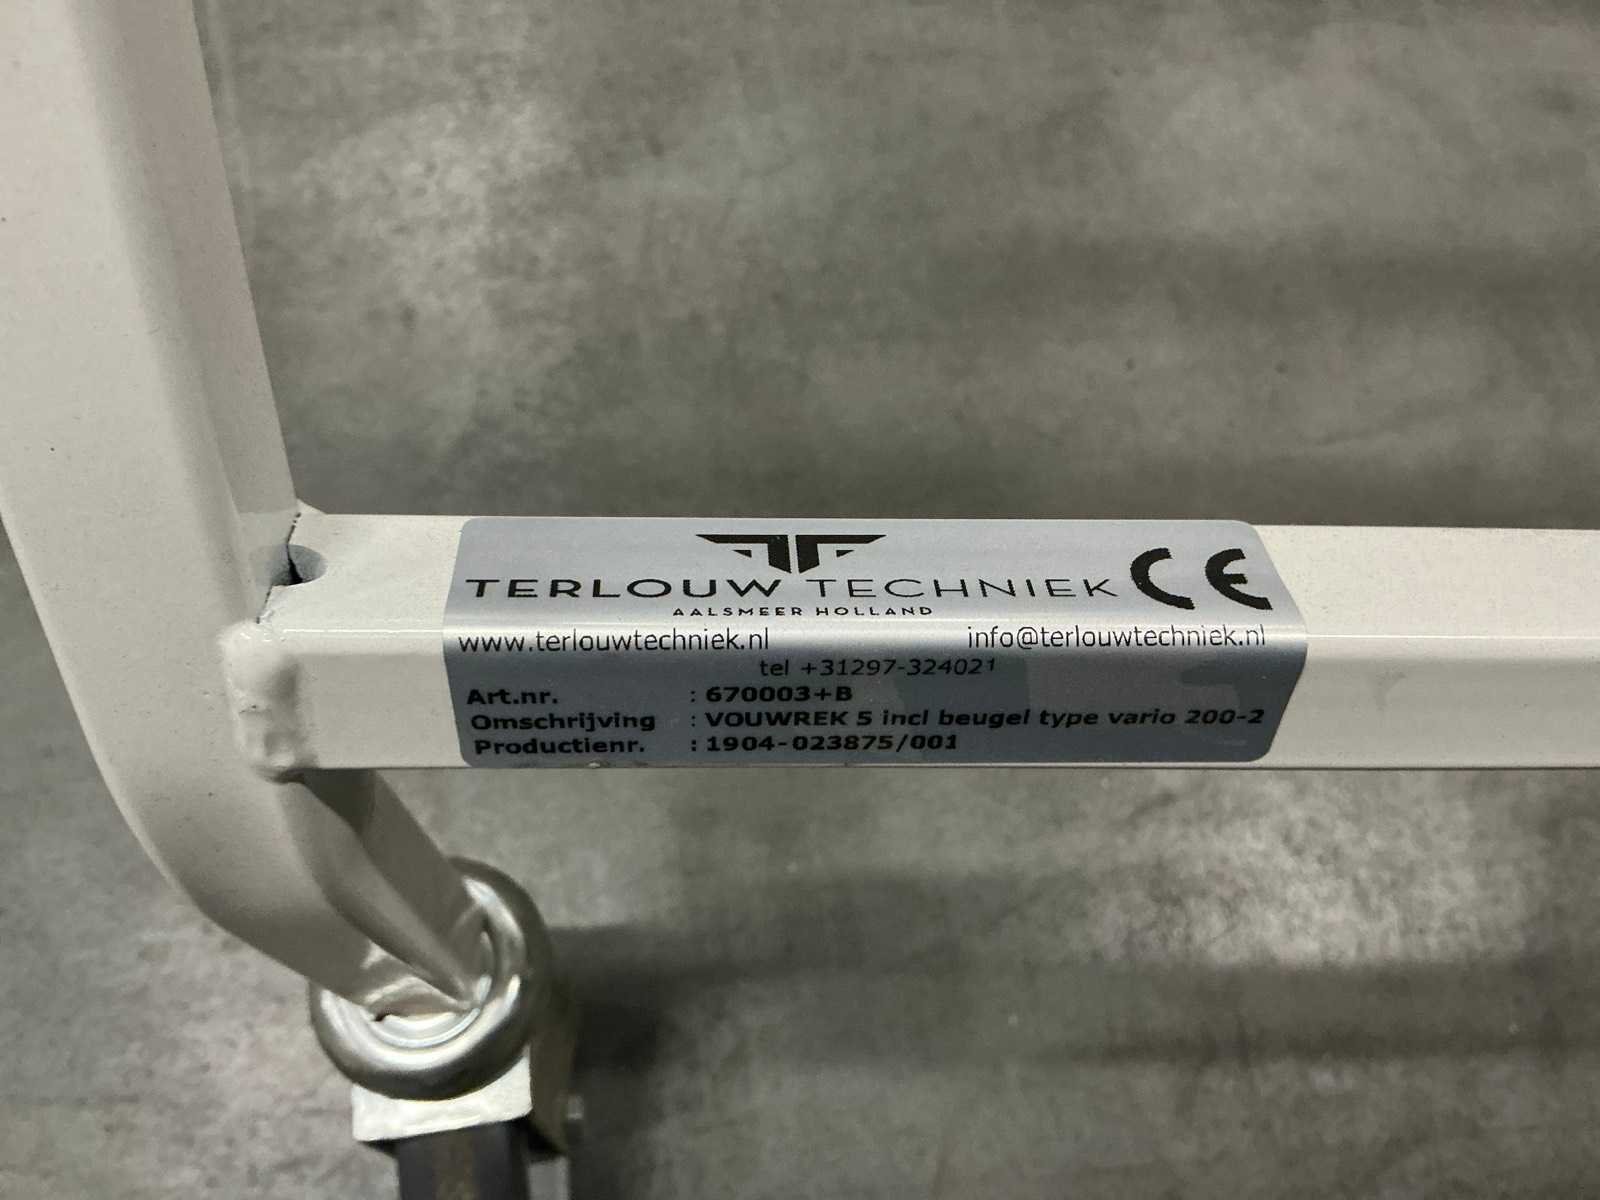 TERLOUW TECHNIEK CE
AALSMEER HOLLAND
www.terlouwtechniek.nl info@terlouwtechniek.nl
tel +31297-324021
Art.nr. : 670003+B
Omschrijving : VOUWREK 5 incl beugel type vario 200-2
Productienr. : 1904-023875/001